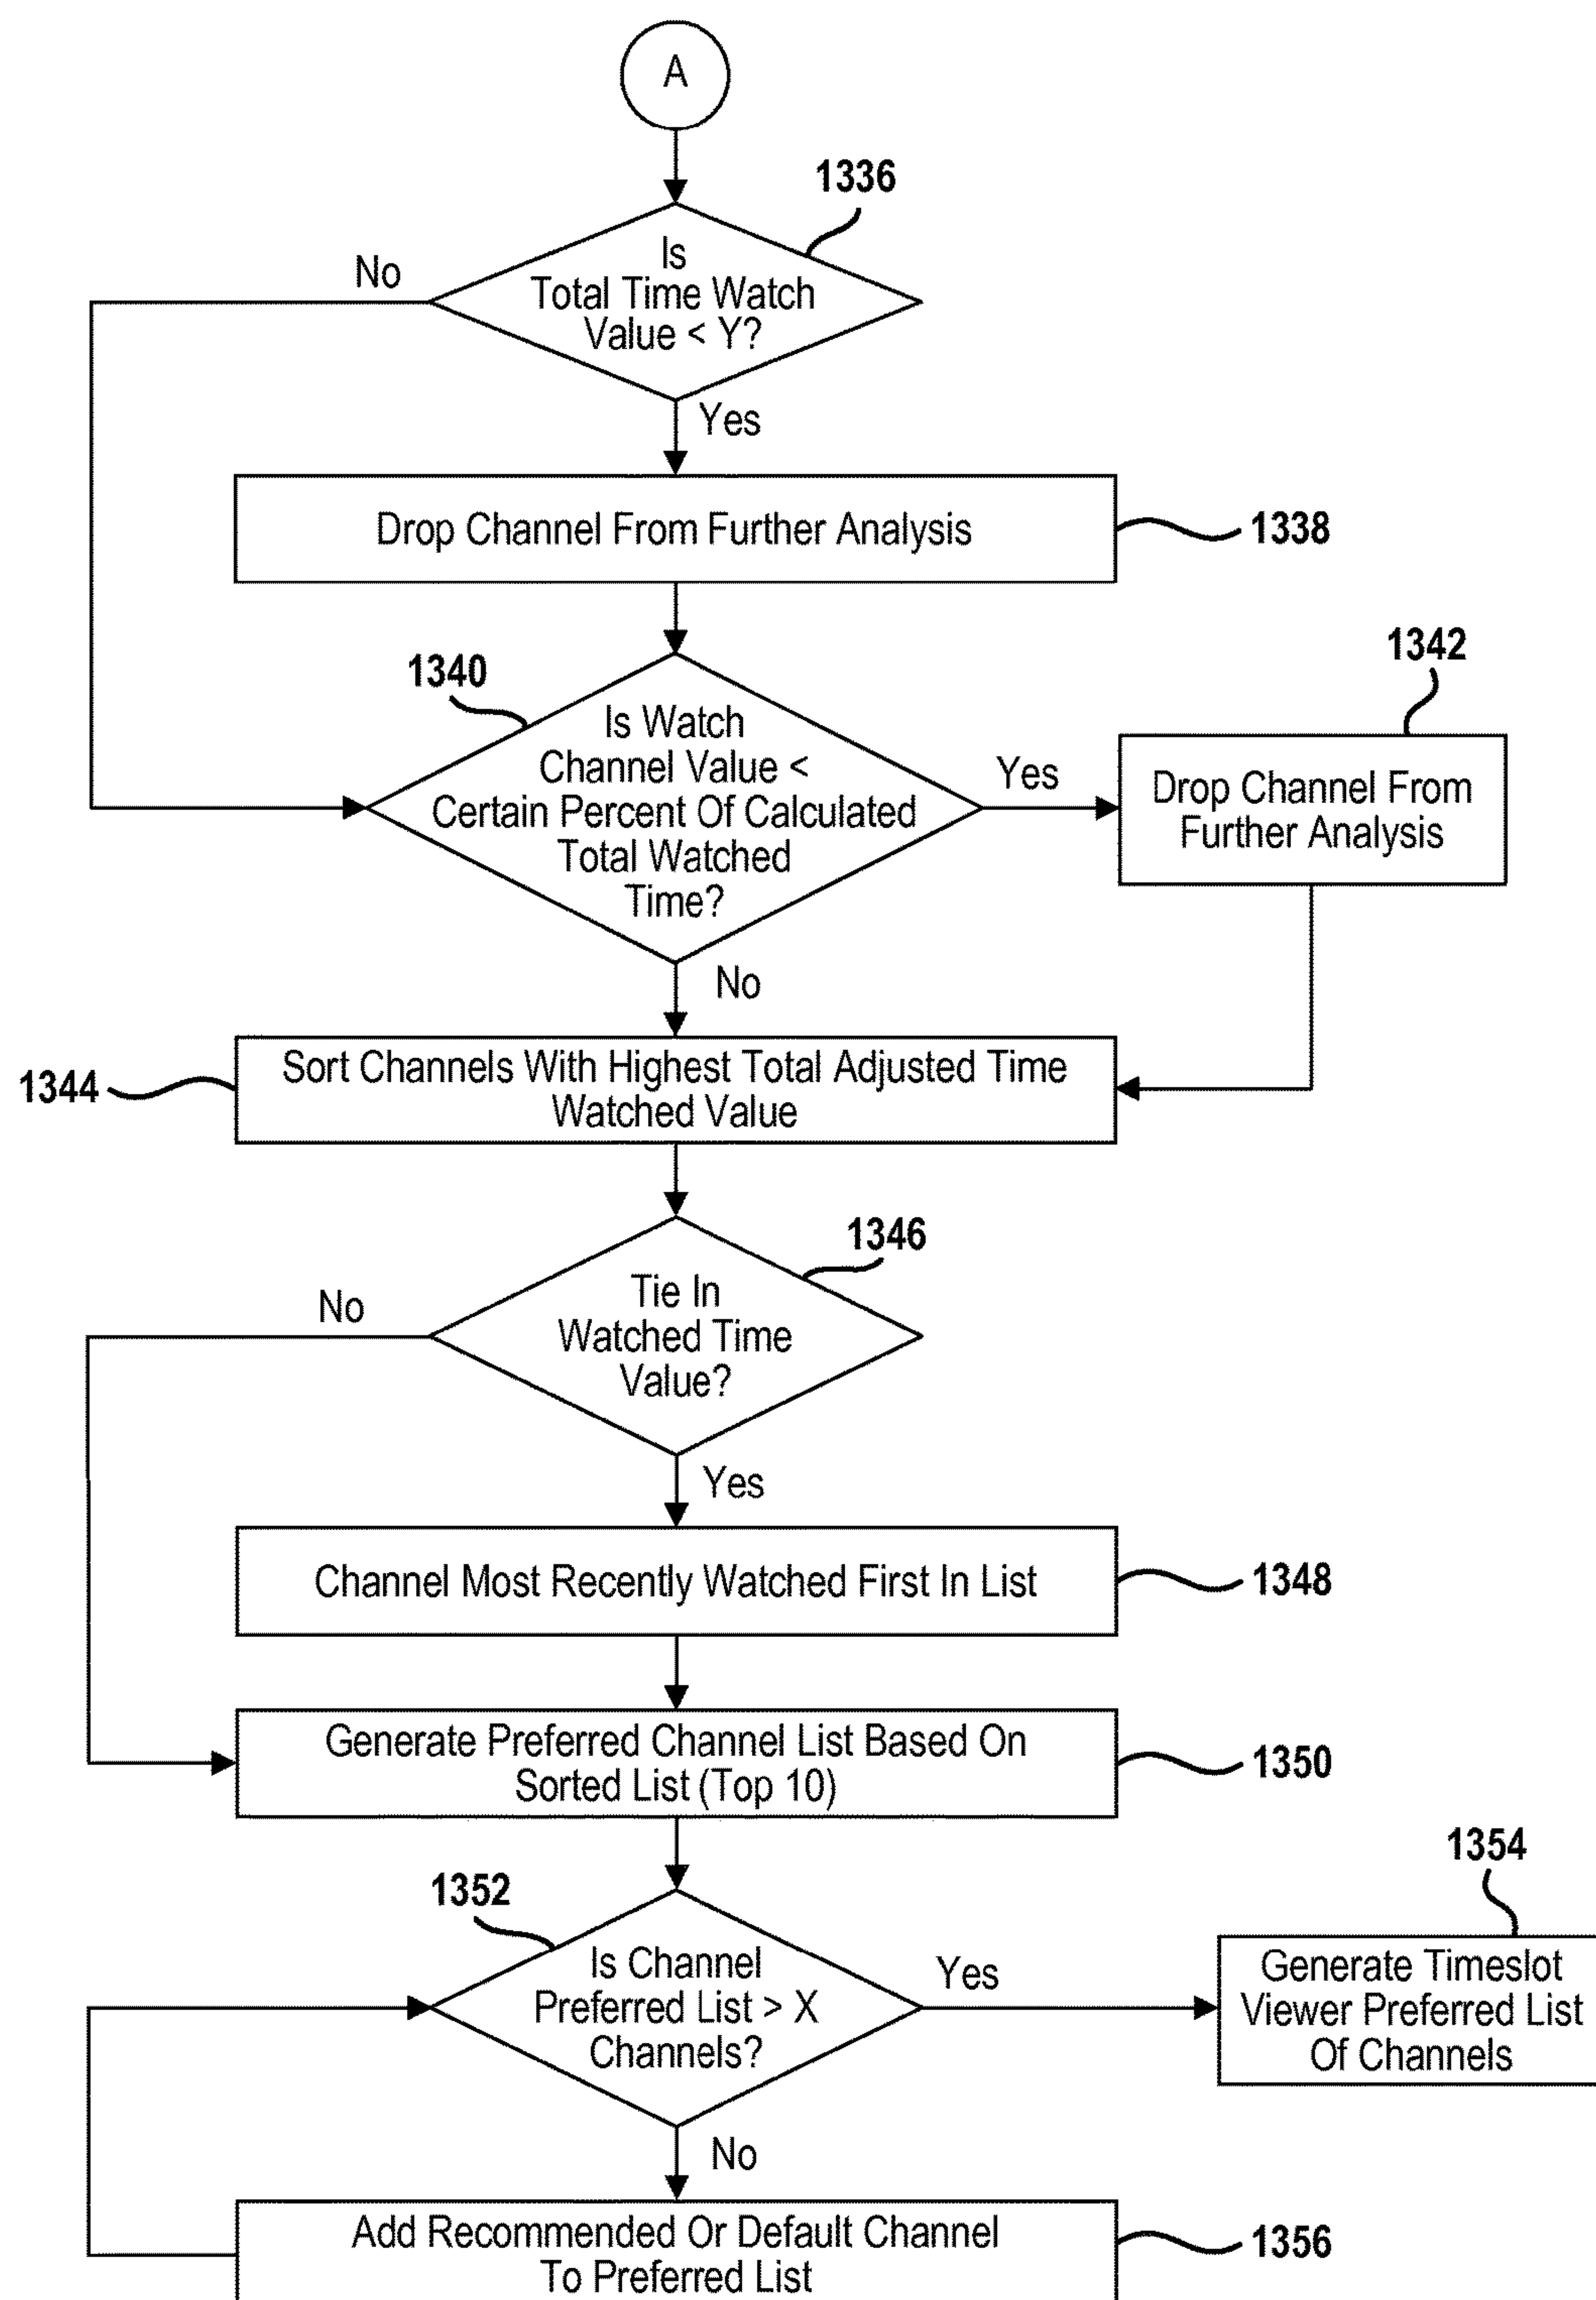 A
1336
Is
Total Time Watch
Value < Y?
No
Yes
Drop Channel From Further Analysis
1338
1340
Is Watch
Channel Value <
Certain Percent Of Calculated
Total Watched
Time?
Yes
1342
Drop Channel From
Further Analysis
No
1344
Sort Channels With Highest Total Adjusted Time
Watched Value
1346
Tie In
Watched Time
Value?
No
Yes
Channel Most Recently Watched First In List
1348
Generate Preferred Channel List Based On
Sorted List (Top 10)
1350
1352
Is Channel
Preferred List > X
Channels?
Yes
1354
Generate Timeslot
Viewer Preferred List
Of Channels
No
Add Recommended Or Default Channel
To Preferred List
1356